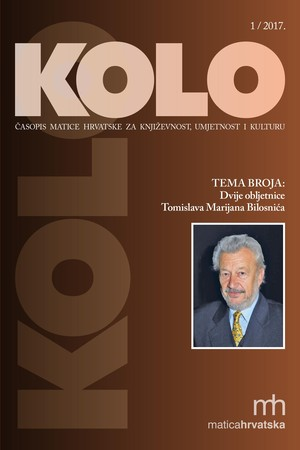 1 / 2017.
KOLO
ČASOPIS MATICE HRVATSKE ZA KNJIŽEVNOST, UMJETNOST I KULTURU
KOLO
TEMA BROJA:
Dvije obljetnice
Tomislava Marijana Bilosnića
mh
maticahrvatska